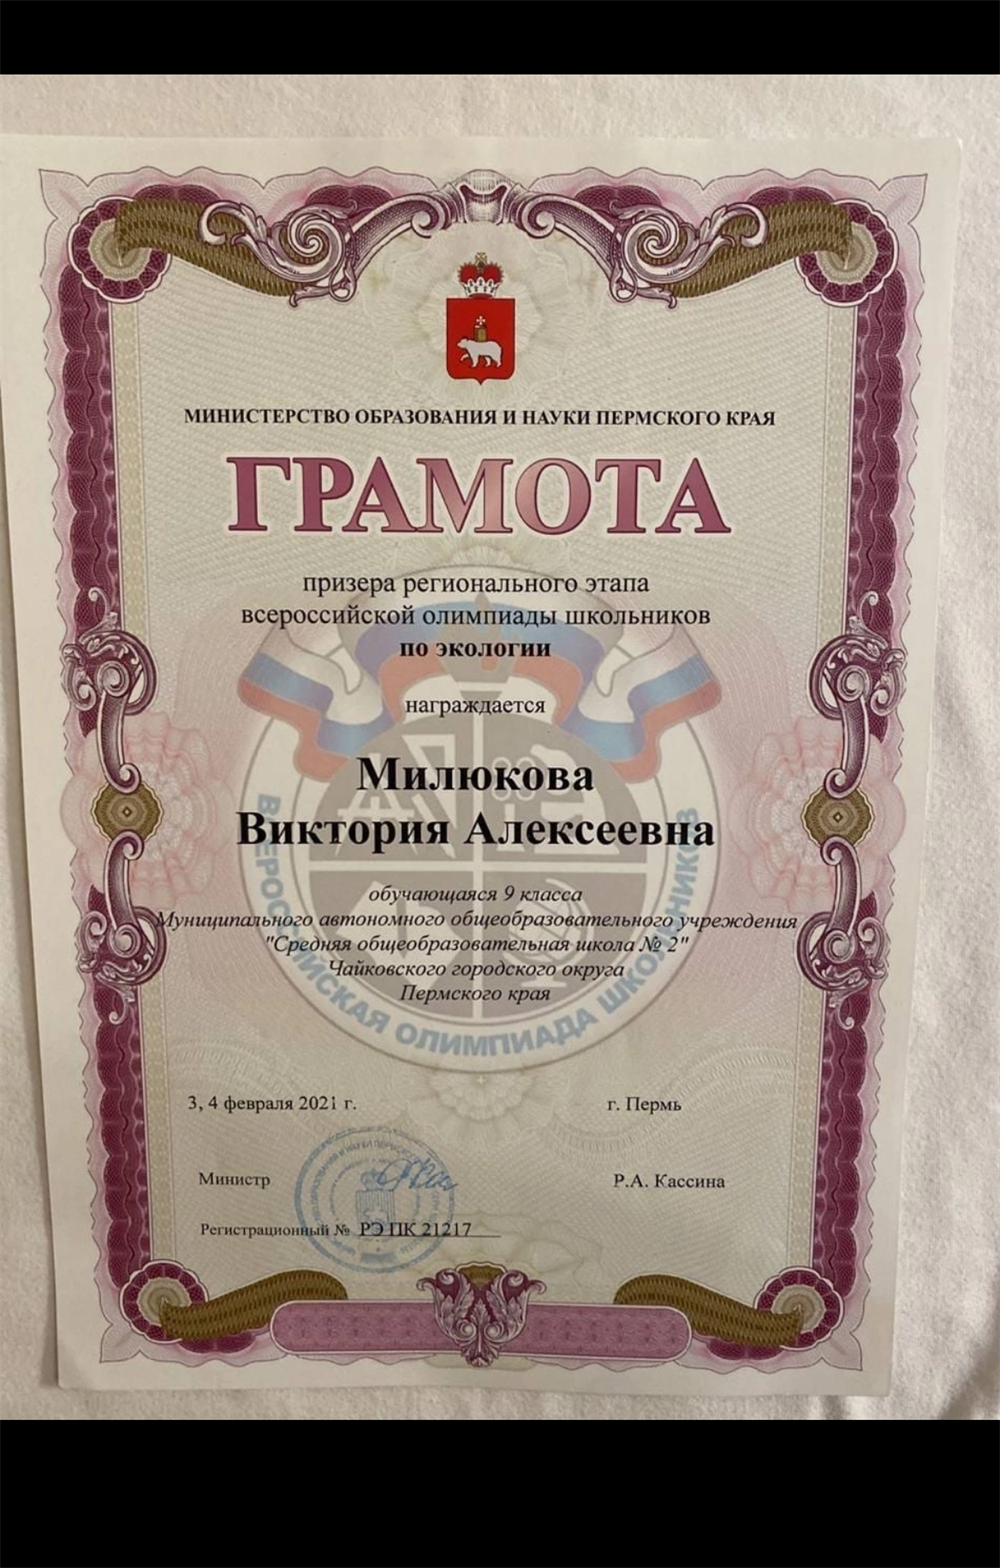 МИНИСТЕРСТВО ОБРАЗОВАНИЯ И НАУКИ ПЕРМСКОГО КРАЯ
ГРАМОТА
призера регионального этапа
всероссийской олимпиады школьников
по экологии
награждается
Милюкова
Виктория Алексеевна
обучающаяся 9 класса
Муниципального автономного общеобразовательного учреждения
"Средняя общеобразовательная школа № 2"
Чайковского городского округа
Пермского края
ВСЕРОССИЙСКАЯ ОЛИМПИАДА ШКОЛЬНИКОВ
3, 4 февраля 2021 г. г. Пермь
Министр Р.А. Кассина
Регистрационный № РЭ ПК 21217